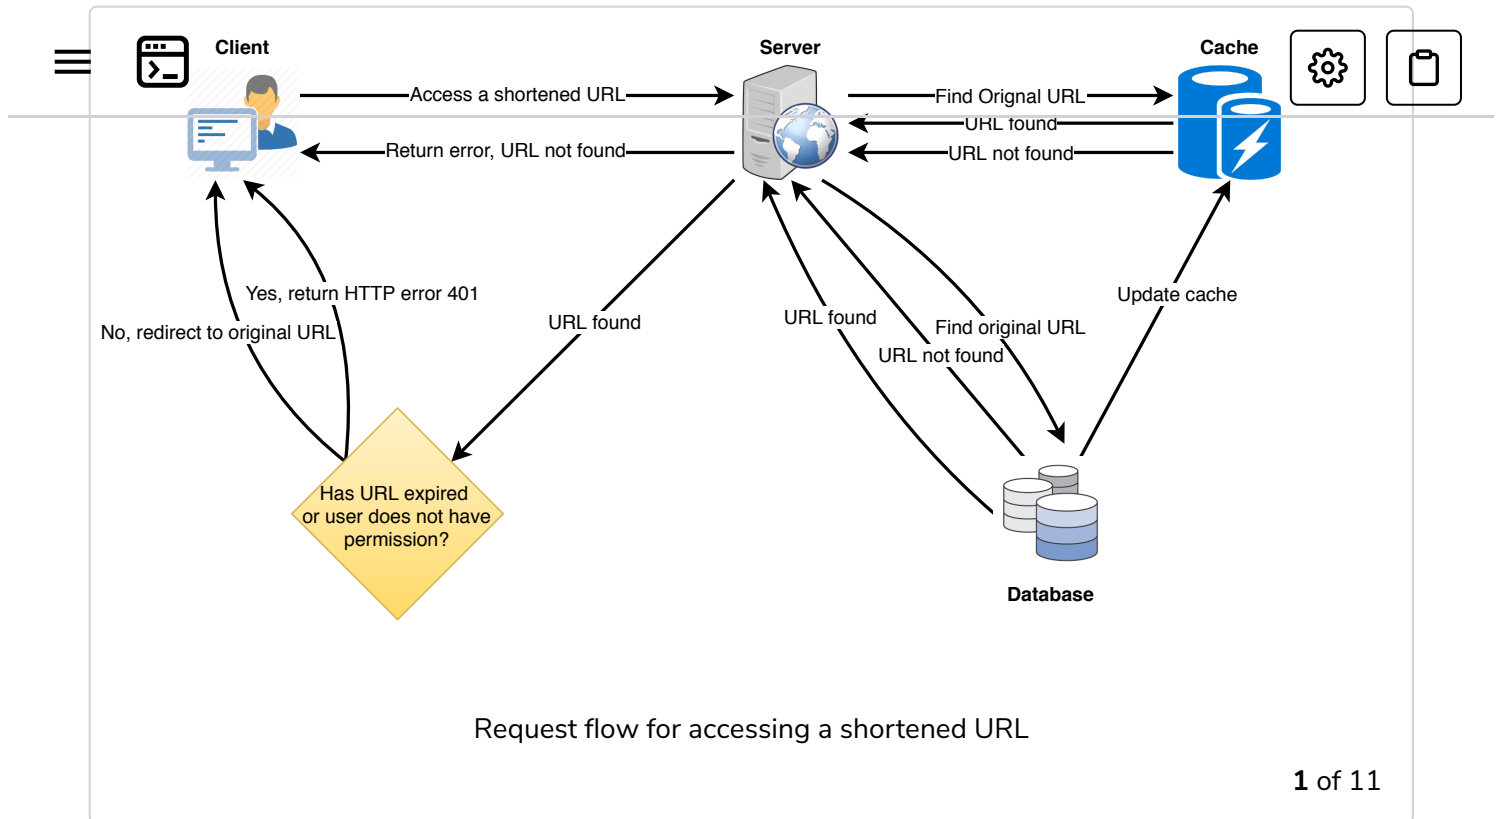 Client
Server
Cache
Access a shortened URL
Find Orignal URL
URL found
Return error, URL not found
URL not found
Yes, return HTTP error 401
No, redirect to original URL
URL found
URL found
Find original URL
URL not found
Update cache
Has URL expired
or user does not have
permission?
Database
Request flow for accessing a shortened URL
1 of 11